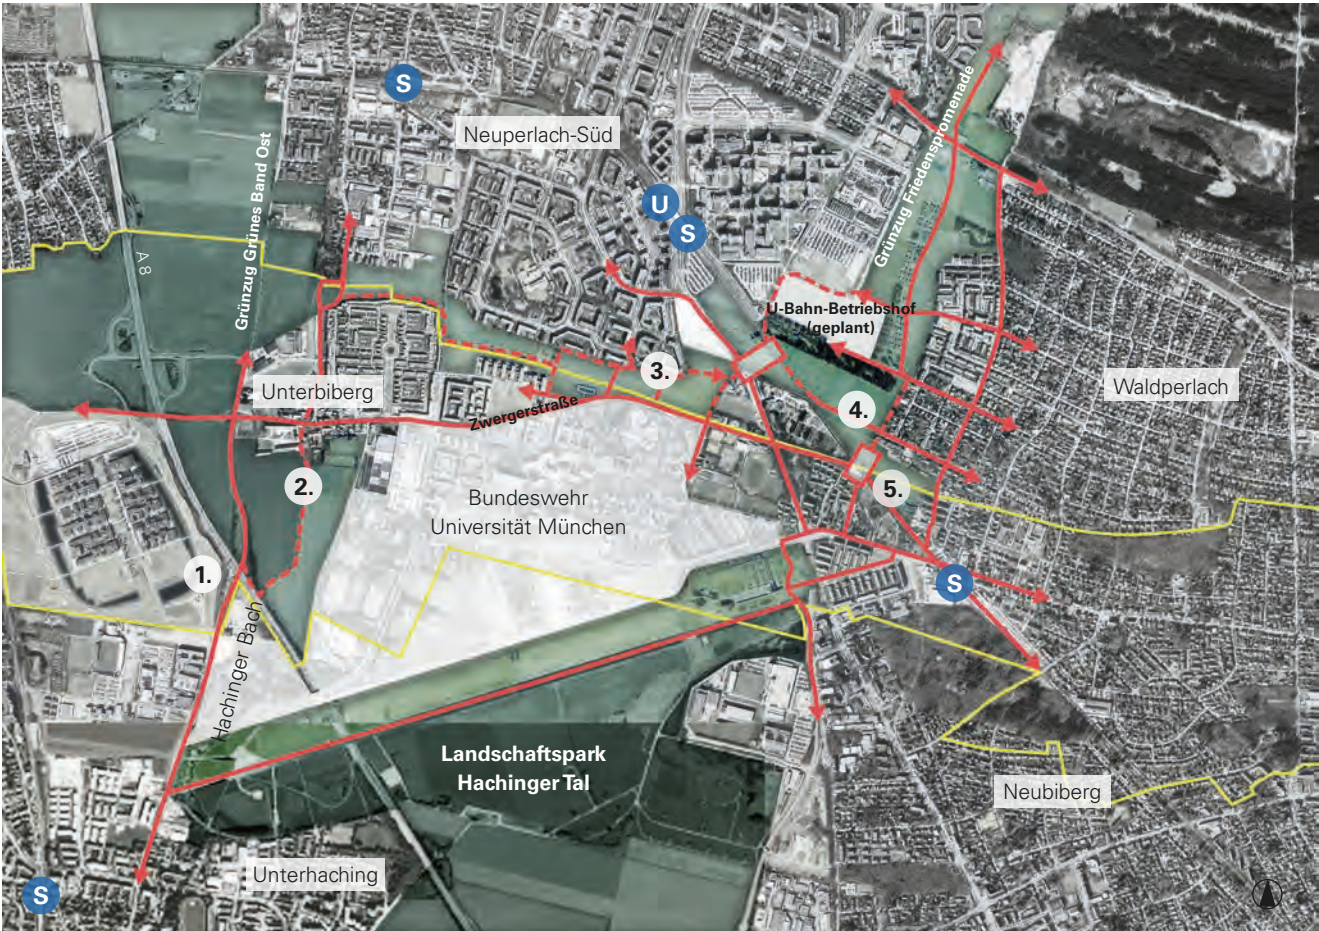 S
Neuperlach-Süd
Grünzug Friedenspromenade
Grünzug Grünes Band Ost
U
S
A 8
U-Bahn-Betriebshof
(geplant)
3.
Unterbiberg
Waldperlach
Zwergerstraße
4.
2.
5.
Bundeswehr
Universität München
1.
S
Hachinger Bach
Landschaftspark
Hachinger Tal
Neubiberg
Unterhaching
S